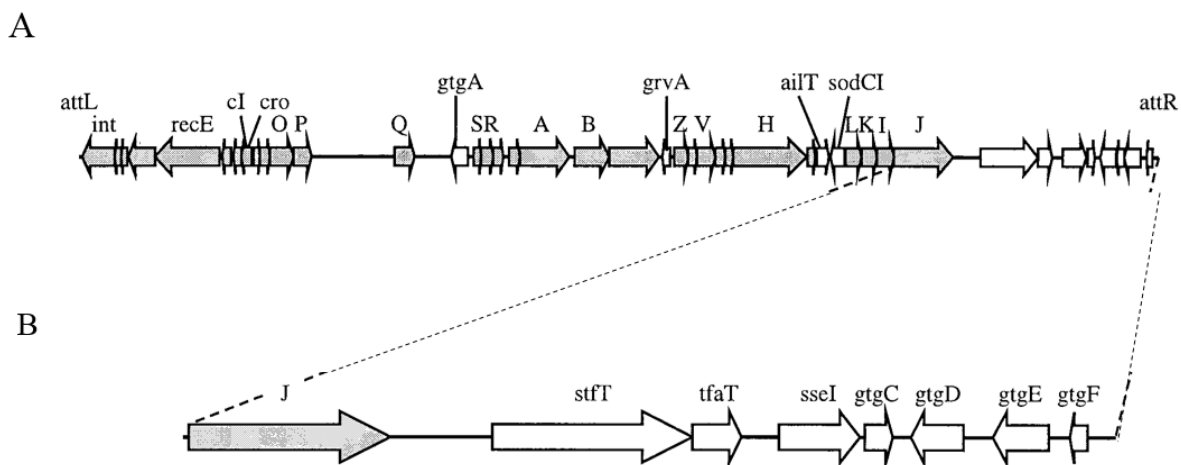 A
gtgA grvA ailT sodCI
attL cI cro attR
int recE O P Q SR A B Z V H LK I J
B
J stfT tfaT sseI gtgC gtgD gtgE gtgF